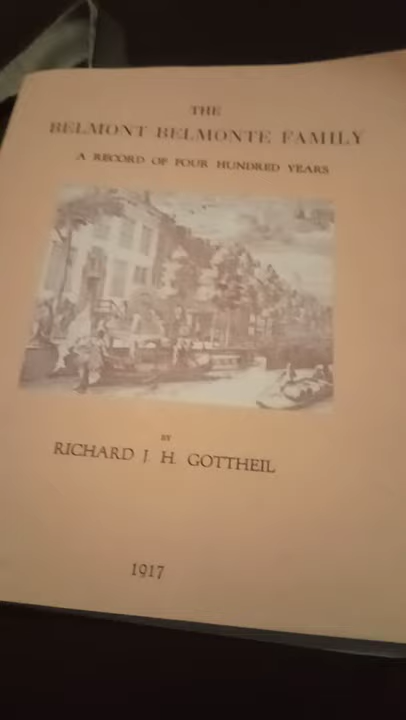 THE
BELMONT BELMONTE FAMILY
A RECORD OF FOUR HUNDRED YEARS
BY
RICHARD J. H. GOTTHEIL
1917